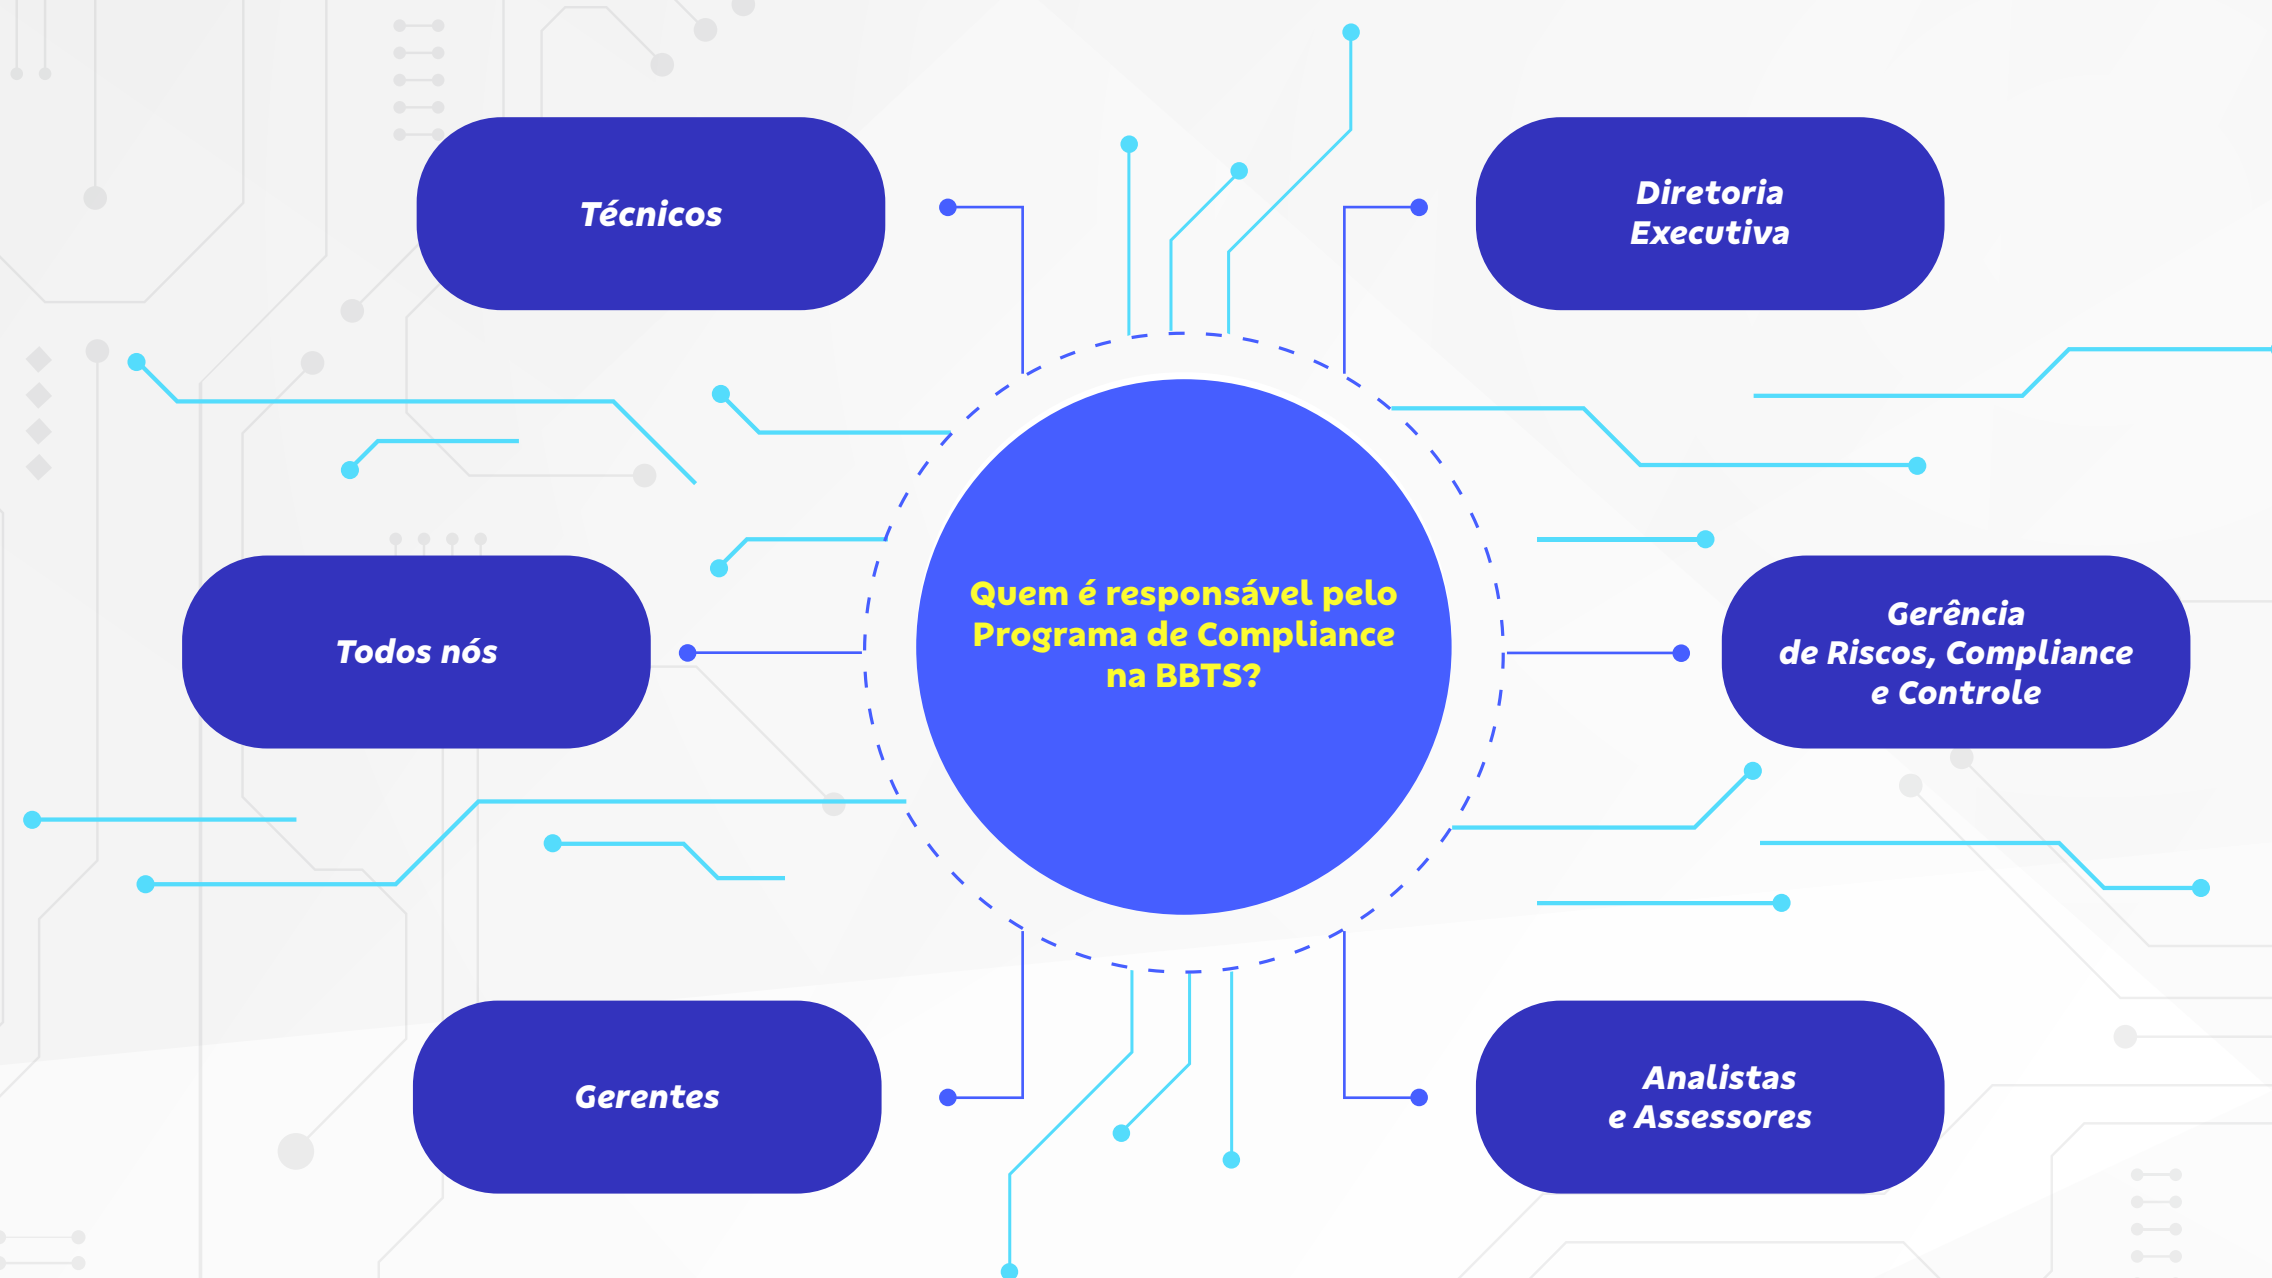 Técnicos
Diretoria
Executiva
Quem é responsável pelo
Programa de Compliance
na BBTS?
Todos nós
Gerência
de Riscos, Compliance
e Controle
Gerentes
Analistas
e Assessores